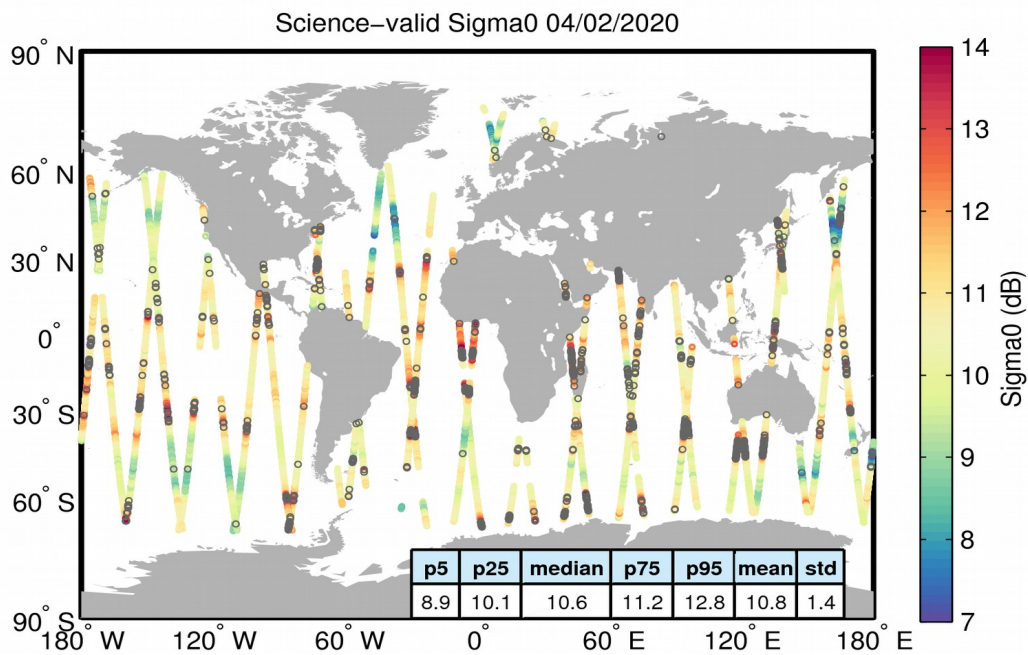 Science−valid Sigma0 04/02/2020
90° N
60° N
30° N
0°
30° S
60° S
90° S
180° W
120° W
60° W
0°
60° E
120° E
180° E
14
13
12
11
10
9
8
7
Sigma0 (dB)
p5 p25 median p75 p95 mean std
8.9 10.1 10.6 11.2 12.8 10.8 1.4